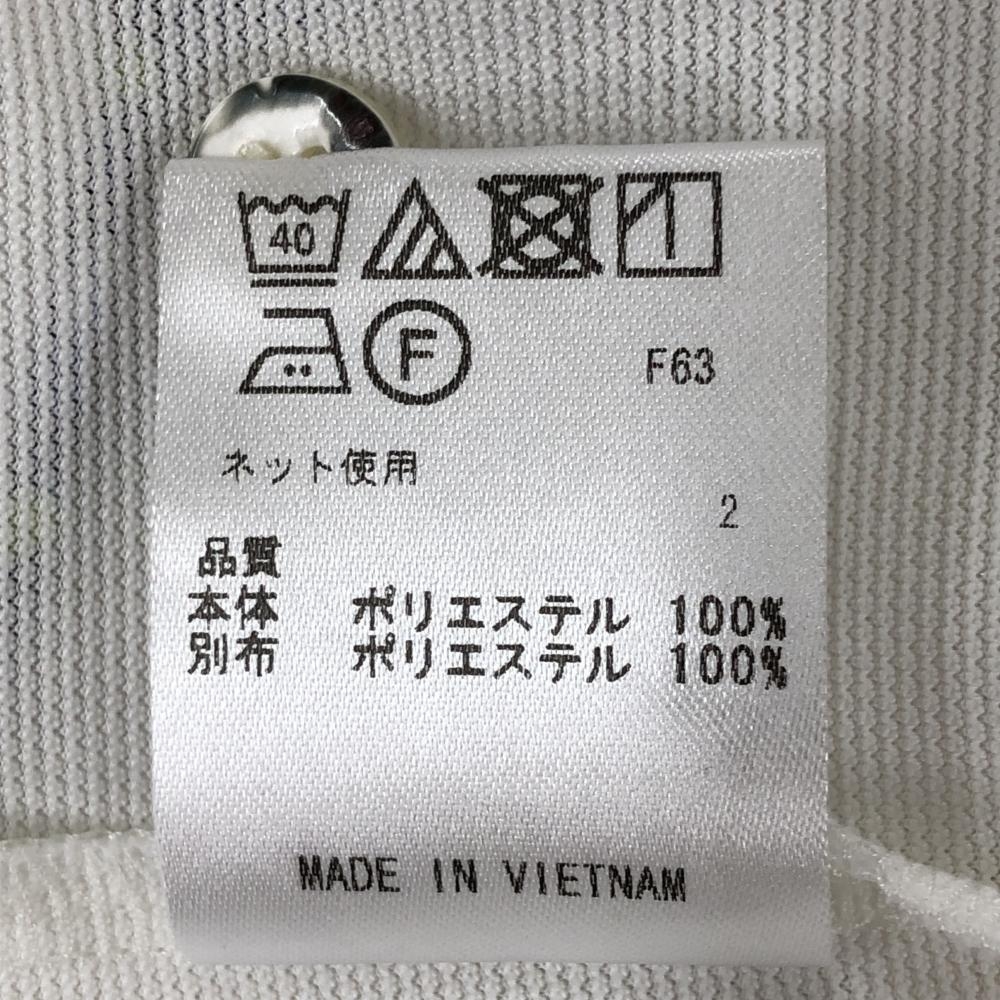 40
F
F63
ネット使用
2
品質
本体 ポリエステル 100%
別布 ポリエステル 100%
MADE IN VIETNAM